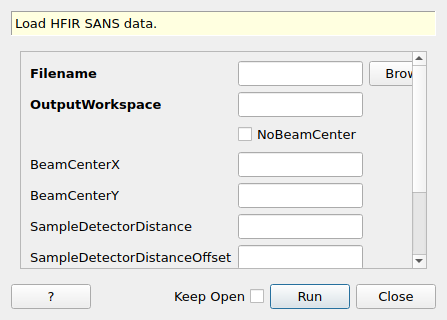 Load HFIR SANS data.
Filename Brow
OutputWorkspace
NoBeamCenter
BeamCenterX
BeamCenterY
SampleDetectorDistance
SampleDetectorDistanceOffset
? Keep Open Run Close